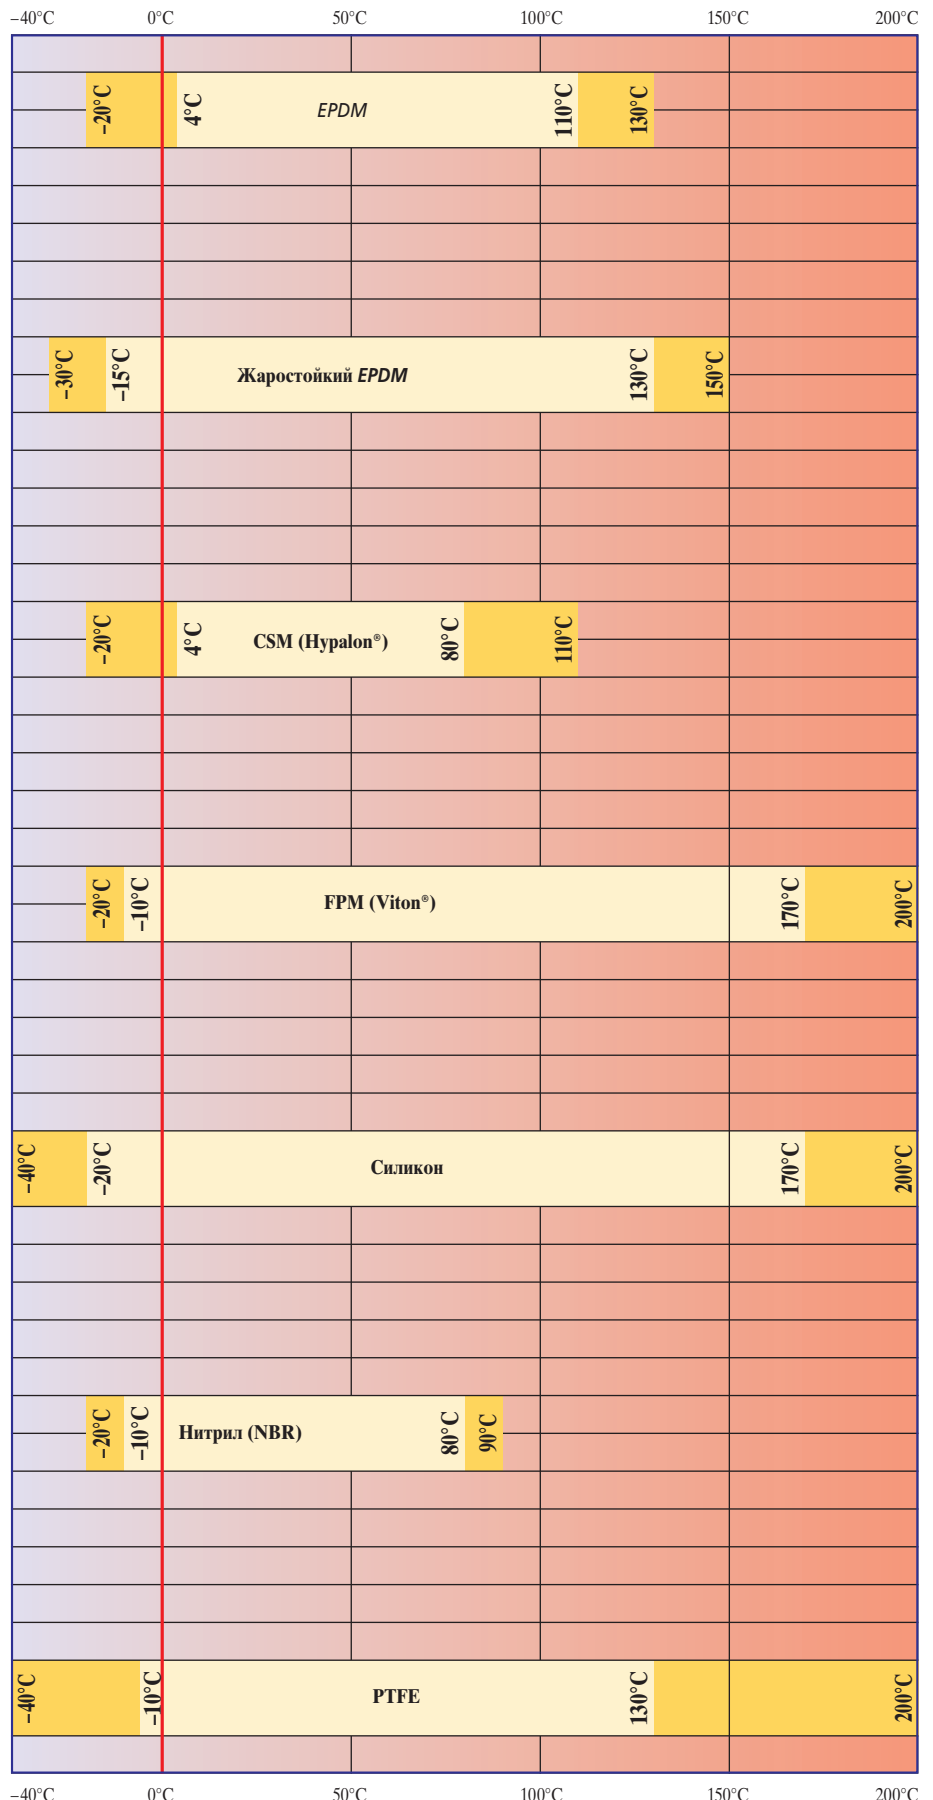 –40°C 0°C 50°C 100°C 150°C 200°C
–20°C 4°C EPDM 110°C 130°C
–30°C –15°C Жаростойкий EPDM 130°C 150°C
–20°C 4°C CSM (Hypalon®) 80°C 110°C
–20°C –10°C FPM (Viton®) 170°C 200°C
–40°C –20°C Силикон 170°C 200°C
–20°C –10°C Нитрил (NBR) 80°C 90°C
–40°C –10°C PTFE 130°C 200°C
–40°C 0°C 50°C 100°C 150°C 200°C